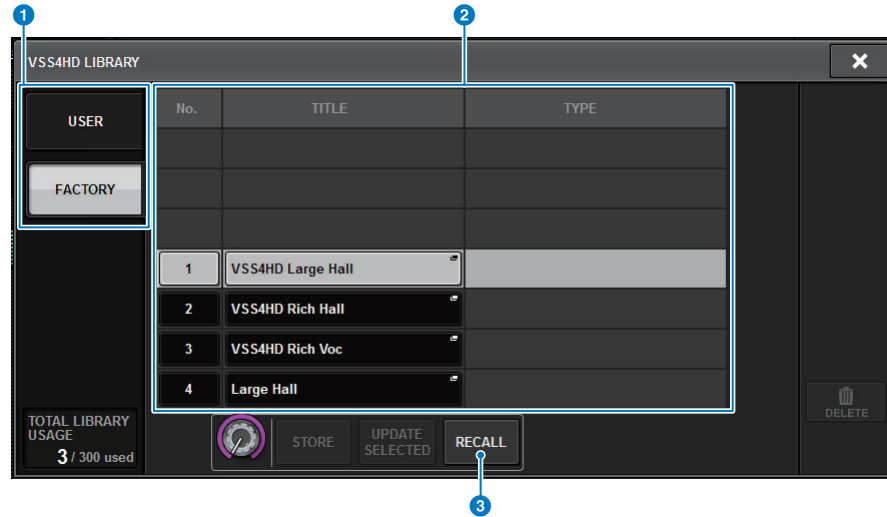 1 2
VSS4HD LIBRARY
USER
FACTORY
No. TITLE TYPE
1 VSS4HD Large Hall
2 VSS4HD Rich Hall
3 VSS4HD Rich Voc
4 Large Hall
TOTAL LIBRARY
USAGE
3 / 300 used
STORE
UPDATE
SELECTED
RECALL
DELETE
3